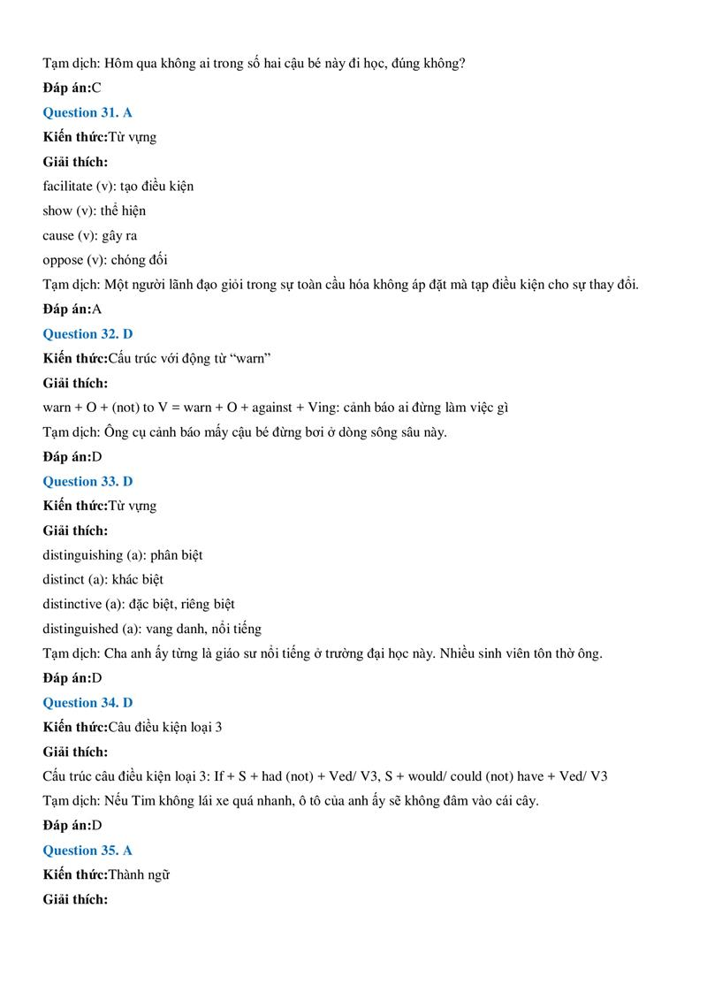 Tạm dịch: Hôm qua không ai trong số hai cậu bé này đi học, đúng không?
Đáp án:C
Question 31. A
Kiến thức:Từ vựng
Giải thích:
facilitate (v): tạo điều kiện
show (v): thể hiện
cause (v): gây ra
oppose (v): chóng đối
Tạm dịch: Một người lãnh đạo giỏi trong sự toàn cầu hóa không áp đặt mà tạp điều kiện cho sự thay đổi.
Đáp án:A
Question 32. D
Kiến thức:Cấu trúc với động từ “warn”
Giải thích:
warn + O + (not) to V = warn + O + against + Ving: cảnh báo ai đừng làm việc gì
Tạm dịch: Ông cụ cảnh báo mấy cậu bé đừng bơi ở dòng sông sâu này.
Đáp án:D
Question 33. D
Kiến thức:Từ vựng
Giải thích:
distinguishing (a): phân biệt
distinct (a): khác biệt
distinctive (a): đặc biệt, riêng biệt
distinguished (a): vang danh, nổi tiếng
Tạm dịch: Cha anh ấy từng là giáo sư nổi tiếng ở trường đại học này. Nhiều sinh viên tôn thờ ông.
Đáp án:D
Question 34. D
Kiến thức:Câu điều kiện loại 3
Giải thích:
Cấu trúc câu điều kiện loại 3: If + S + had (not) + Ved/ V3, S + would/ could (not) have + Ved/ V3
Tạm dịch: Nếu Tim không lái xe quá nhanh, ô tô của anh ấy sẽ không đâm vào cái cây.
Đáp án:D
Question 35. A
Kiến thức:Thành ngữ
Giải thích: